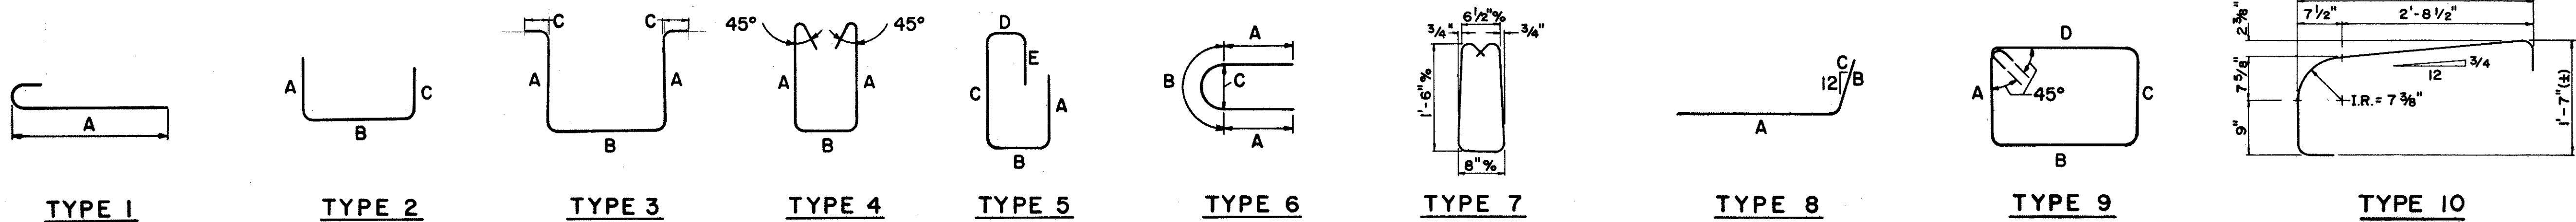 A
TYPE 1
A
B
C
TYPE 2
C
C
A
A
B
TYPE 3
45°
45°
A
A
B
TYPE 4
D
E
C
A
B
TYPE 5
A
B
C
A
TYPE 6
6 1/2" %
3/4"
3/4"
1'-6" %
8" %
TYPE 7
C
12
B
A
TYPE 8
D
A
45°
C
B
TYPE 9
2 3/8"
7 1/2"
2'-8 1/2"
7 5/8"
3/4
12
I.R. = 7 3/8"
9"
1'-7" (±)
TYPE 10